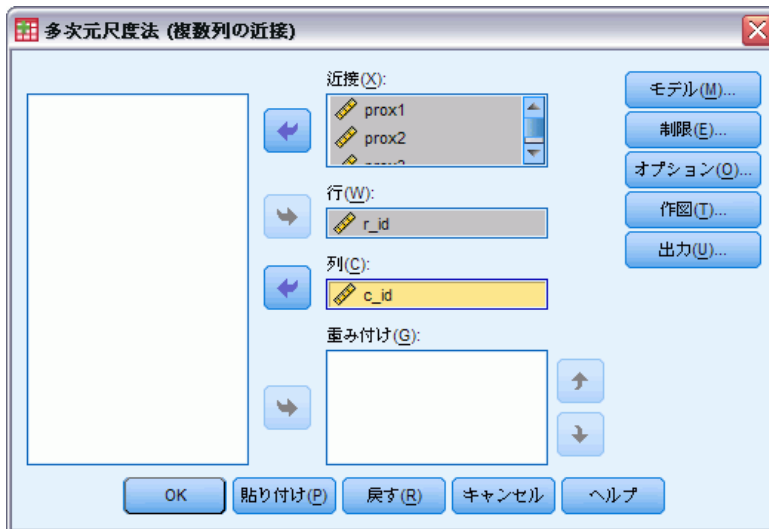 多次元尺度法 (複数列の近接)
近接(X):
prox1
prox2
prox3
行(W):
r_id
列(C):
c_id
重み付け(G):
モデル(M)...
制限(E)...
オプション(O)...
作図(T)...
出力(U)...
OK
貼り付け(P)
戻す(R)
キャンセル
ヘルプ